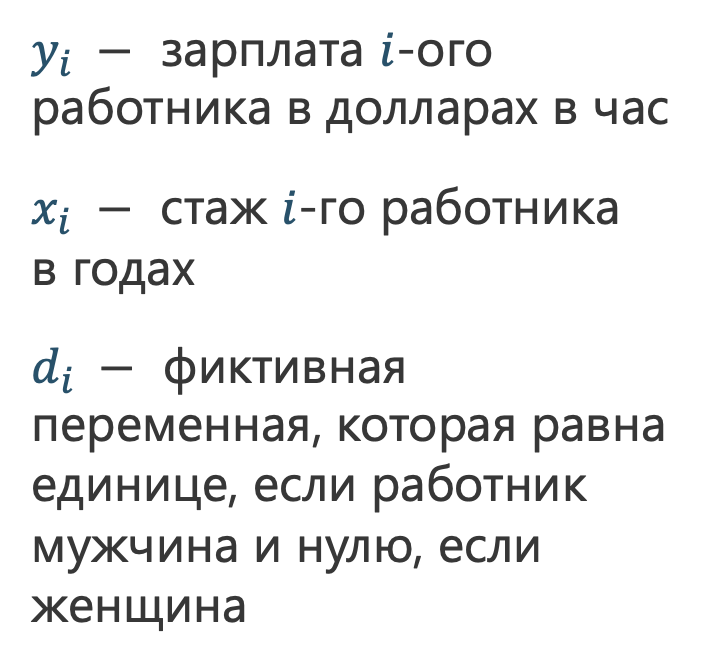 yᵢ — зарплата i-ого
работника в долларах в час
xᵢ — стаж i-го работника
в годах
dᵢ — фиктивная
переменная, которая равна
единице, если работник
мужчина и нулю, если
женщина